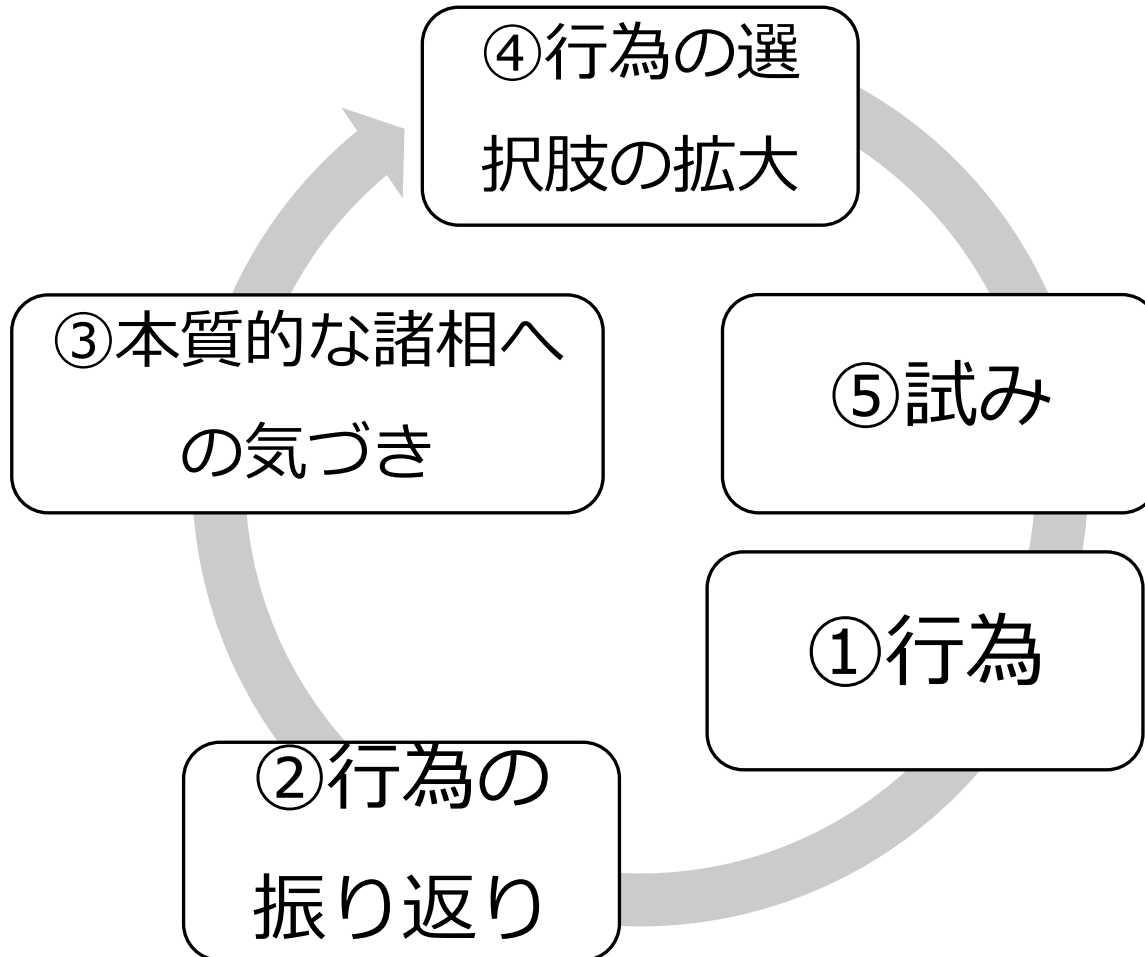 ④行為の選
択肢の拡大
③本質的な諸相へ
の気づき
⑤試み
①行為
②行為の
振り返り